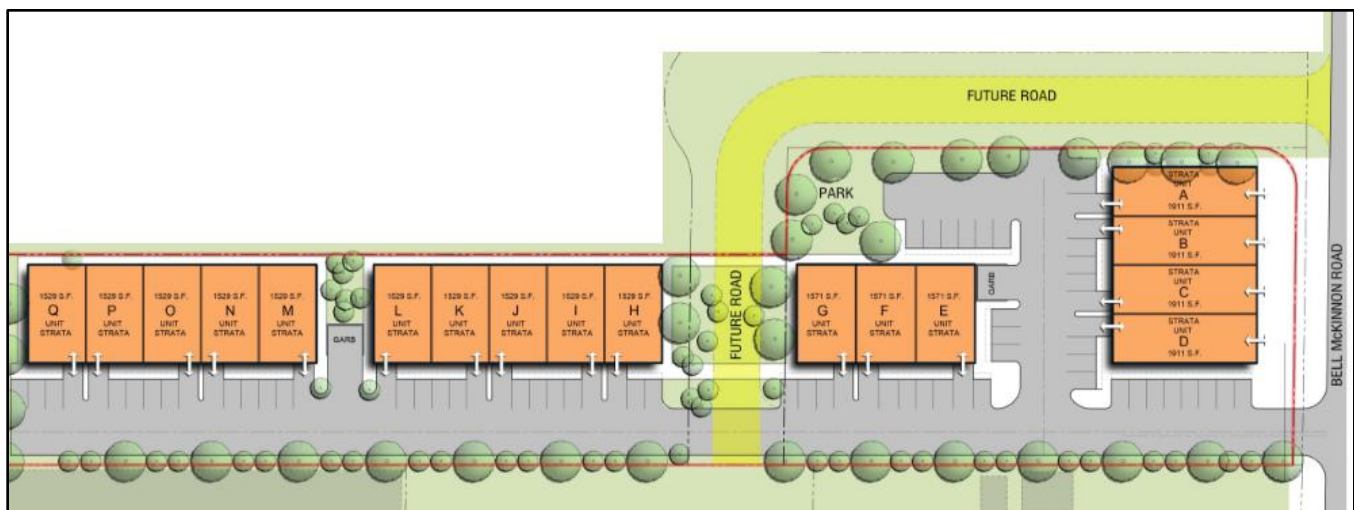 FUTURE ROAD
STRATA
UNIT
A
1911 S.F.
STRATA
UNIT
B
1911 S.F.
STRATA
UNIT
C
1911 S.F.
STRATA
UNIT
D
1911 S.F.
BELL McKINNON ROAD
PARK
GARB
1571 S.F.
G
UNIT
STRATA
1571 S.F.
F
UNIT
STRATA
1571 S.F.
E
UNIT
STRATA
FUTURE ROAD
1529 S.F.
Q
UNIT
STRATA
1529 S.F.
P
UNIT
STRATA
1529 S.F.
O
UNIT
STRATA
1529 S.F.
N
UNIT
STRATA
1529 S.F.
M
UNIT
STRATA
GARB
1529 S.F.
L
UNIT
STRATA
1529 S.F.
K
UNIT
STRATA
1529 S.F.
J
UNIT
STRATA
1529 S.F.
I
UNIT
STRATA
1529 S.F.
H
UNIT
STRATA